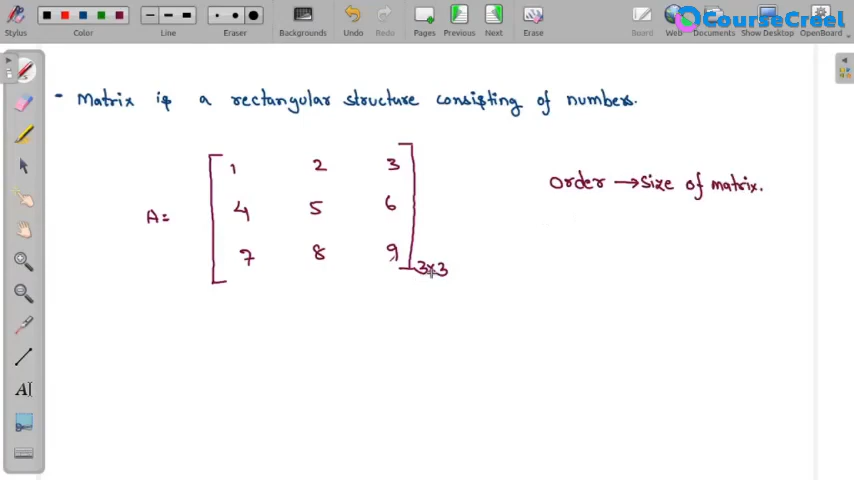 Stylus Color Line Eraser Backgrounds Undo Redo Pages Previous Next Erase Board Web Documents Show Desktop OpenBoard
CourseCreel
- Matrix is a rectangular structure consisting of numbers.
A=
1 2 3
4 5 6
7 8 9
3x3
Order → Size of matrix.
AI